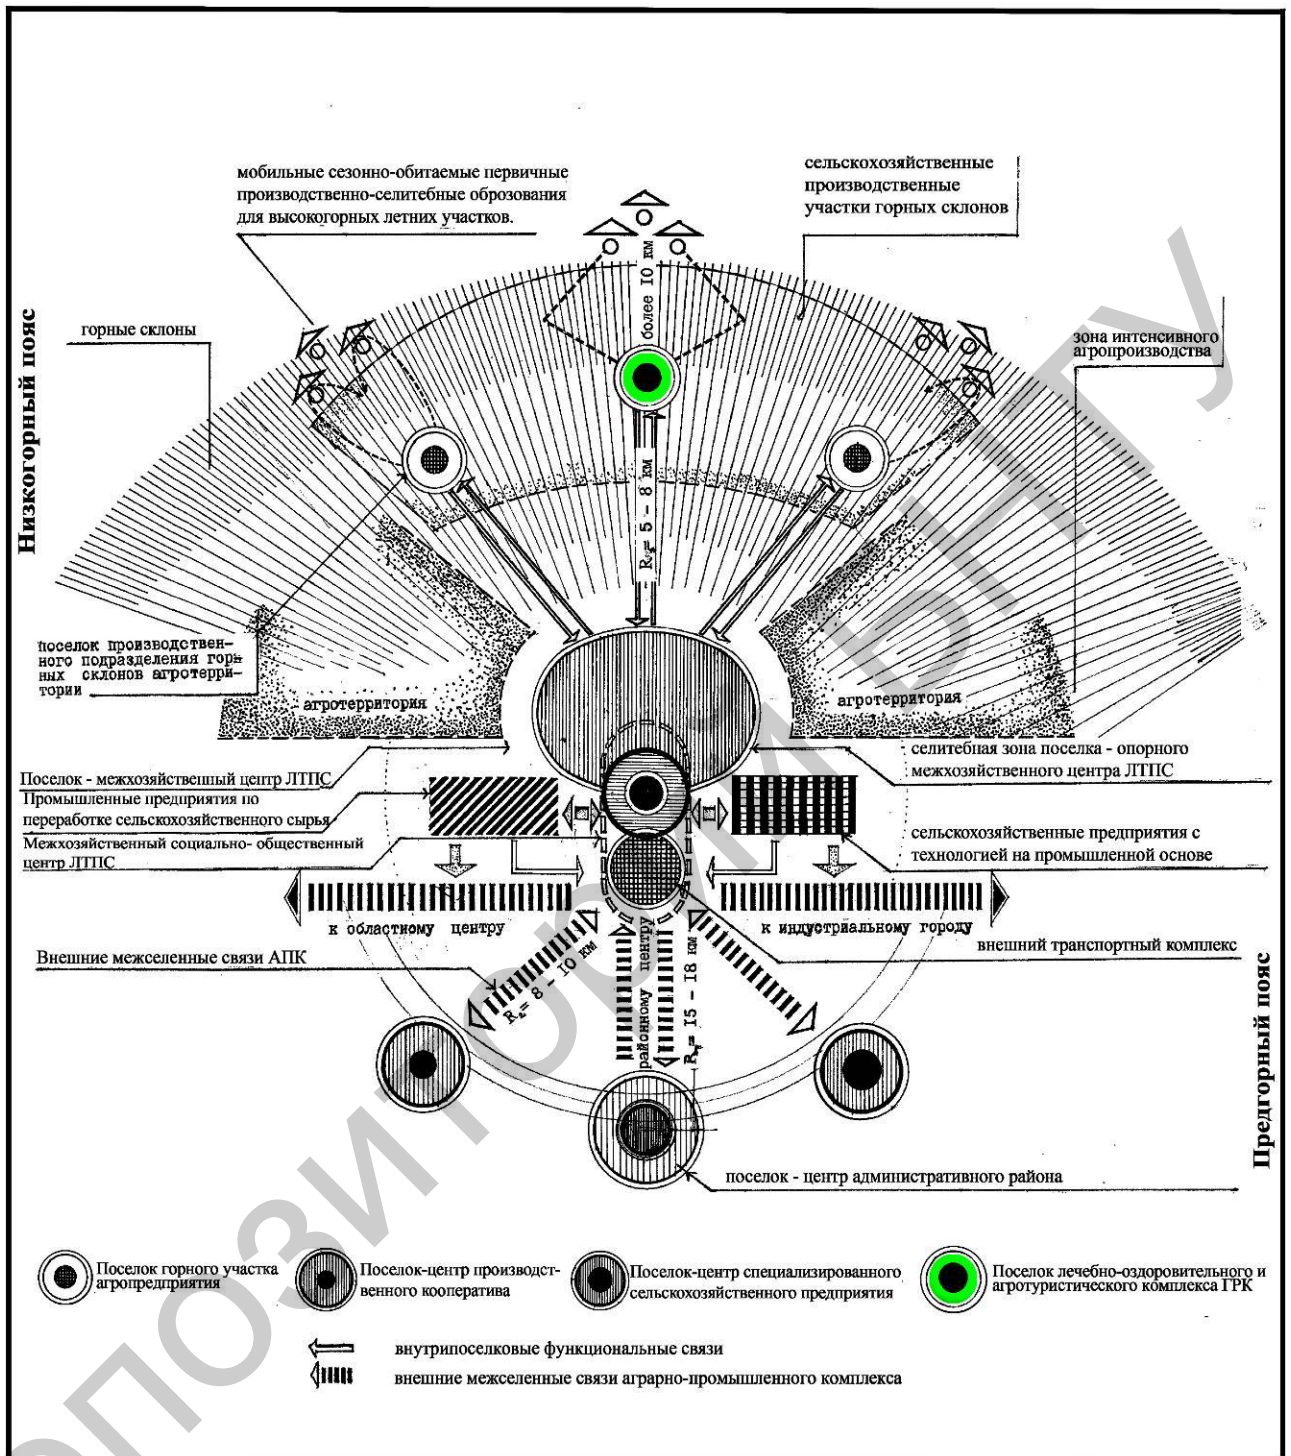 мобильные сезонно-обитаемые первичные
производственно-селитебные оброзования
для высокогорных летних участков.
сельскохозяйственные
производственные
участки горных склонов
более 10 км
Низкогорный пояс
горные склоны
зона интенсивного
агропроизводства
= 5 – 8 км
поселок производствен-
ного подразделения гор-
ных склонов агротерри-
тории
агротерритория
агротерритория
селитебная зона поселка - опорного
межхозяйственного центра ЛТПС
Поселок - межхозяйственный центр ЛТПС
Промышленные предприятия по
переработке сельскохозяйственного сырья
Межхозяйственный социально- общественный
центр ЛТПС
сельскохозяйственные предприятия с
технологией на промышленной основе
к областному центру
к индустриальному городу
внешний транспортный комплекс
Внешние межселенные связи АПК
= 8 – 10 км
районному центру
= 15 – 18 км
Предгорный пояс
поселок - центр административного района
Поселок горного участка
агропредприятия
Поселок-центр производст-
венного кооператива
Поселок-центр специализированного
сельскохозяйственного предприятия
Поселок лечебно-оздоровительного и
агротуристического комплекса ГРК
внутрипоселковые функциональные связи
внешние межселенные связи аграрно-промышленного комплекса
БНТУ